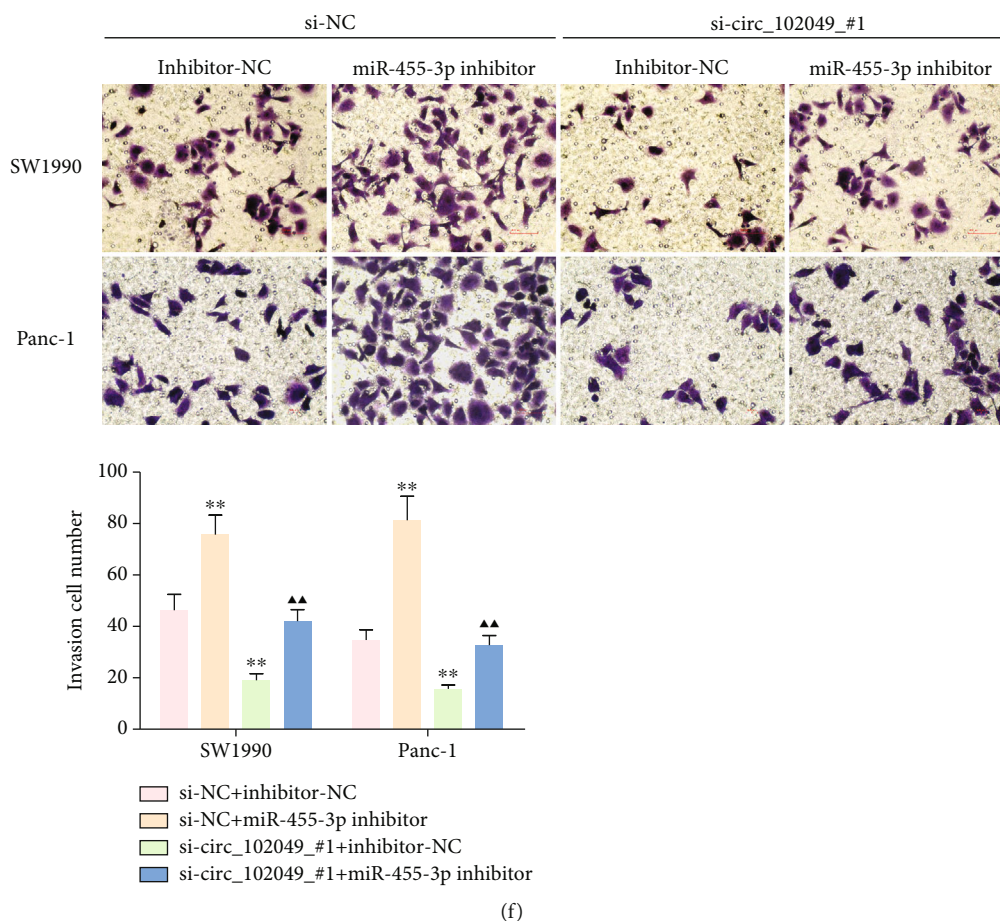 si-NC si-circ_102049_#1
Inhibitor-NC miR-455-3p inhibitor Inhibitor-NC miR-455-3p inhibitor
SW1990
Panc-1
100
80
60
40
20
0
Invasion cell number
** ** ▲▲ ** ** ▲▲
SW1990 Panc-1
si-NC+inhibitor-NC
si-NC+miR-455-3p inhibitor
si-circ_102049_#1+inhibitor-NC
si-circ_102049_#1+miR-455-3p inhibitor
(f)